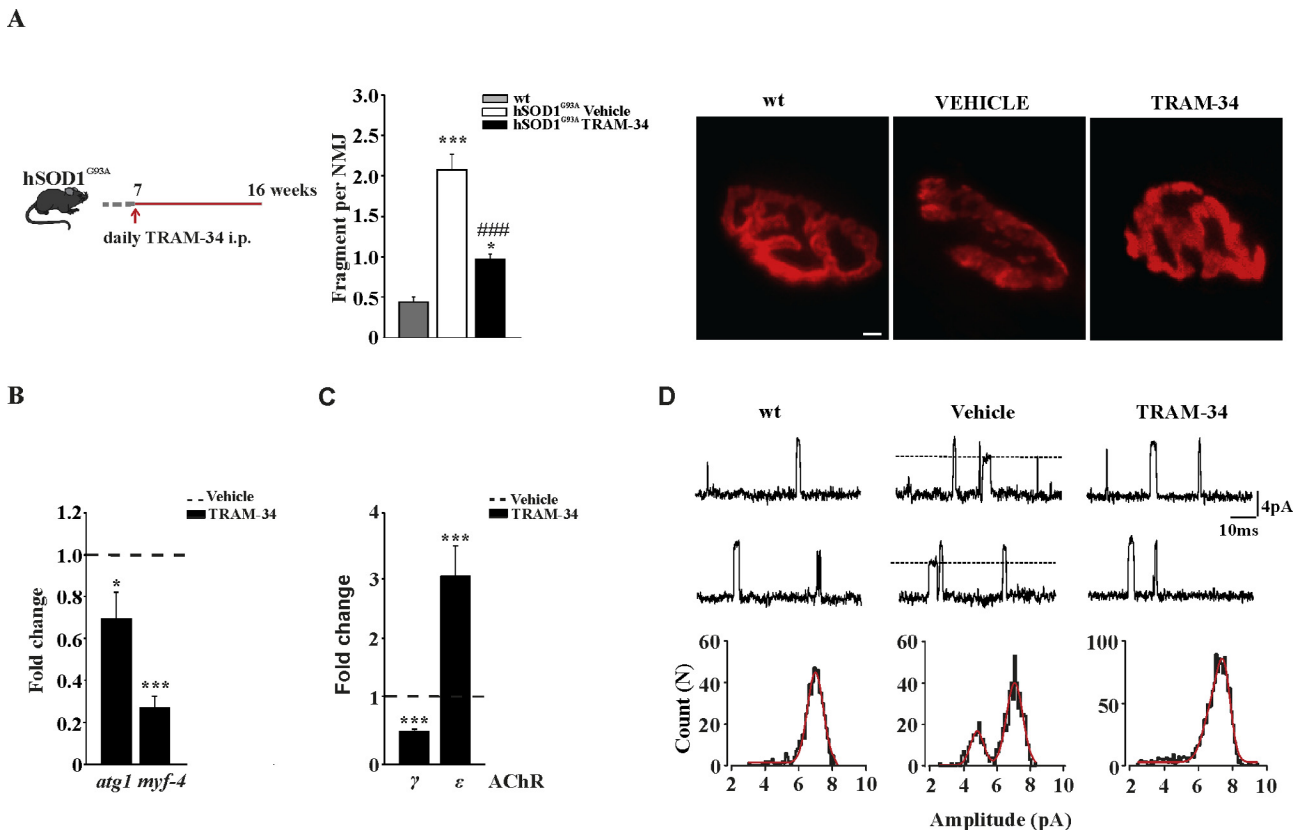 A
hSOD1 G93A
7
16 weeks
daily TRAM-34 i.p.
Fragment per NMJ
3.0
2.5
2.0
1.5
1.0
0.5
0
wt
hSOD1G93A Vehicle
hSOD1G93A TRAM-34
***
###
*
wt
VEHICLE
TRAM-34
B
Vehicle
TRAM-34
Fold change
1.2
1.0
0.8
0.6
0.4
0.2
0
*
***
atg1 myf-4
C
Vehicle
TRAM-34
Fold change
4
3
2
1
0
***
***
γ ε AChR
D
wt
Vehicle
TRAM-34
4pA
10ms
Count (N)
60
40
20
0
2 4 6 8 10
60
40
20
0
2 4 6 8 10
100
50
0
2 4 6 8 10
Amplitude (pA)